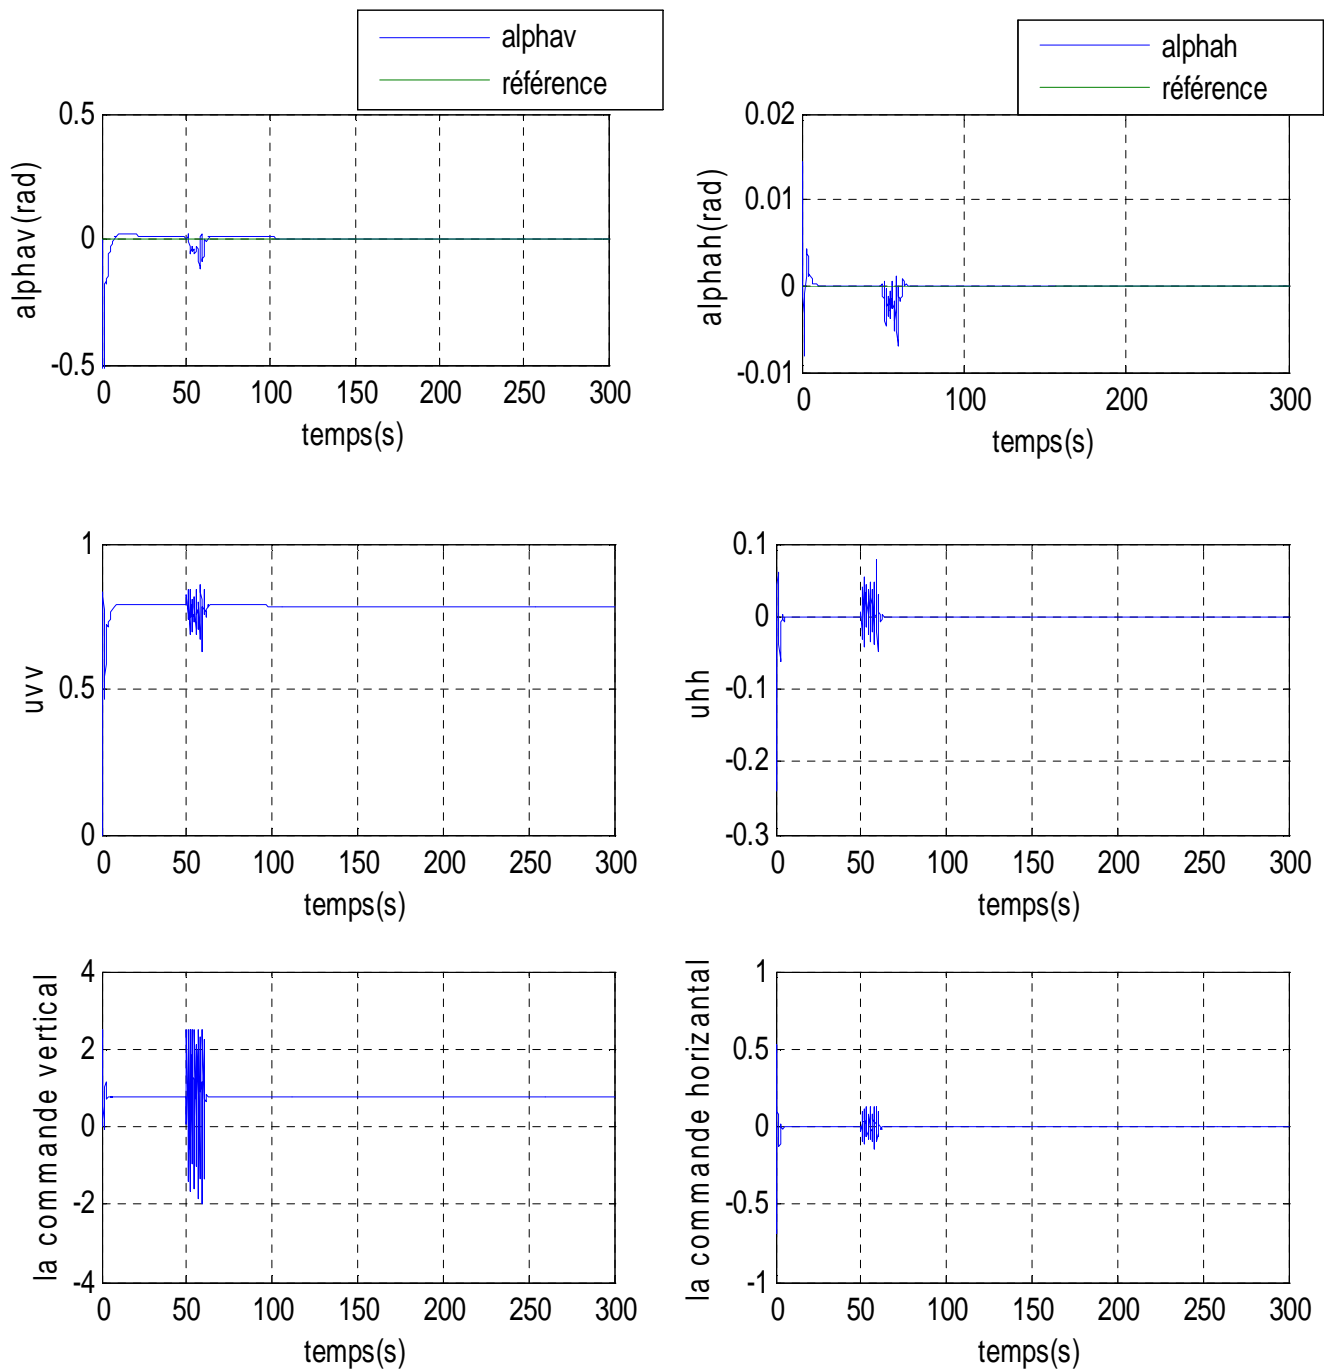 alphav
référence
alphah
référence
0.5
0
-0.5
alphav(rad)
0 50 100 150 200 250 300
temps(s)
0.02
0.01
0
-0.01
alphah(rad)
0 100 200 300
temps(s)
1
0.5
0
uvv
0 50 100 150 200 250 300
temps(s)
0.1
0
-0.1
-0.2
-0.3
uhh
0 50 100 150 200 250 300
temps(s)
4
2
0
-2
-4
la commande vertical
0 50 100 150 200 250 300
temps(s)
1
0.5
0
-0.5
-1
la commande horizantal
0 50 100 150 200 250 300
temps(s)